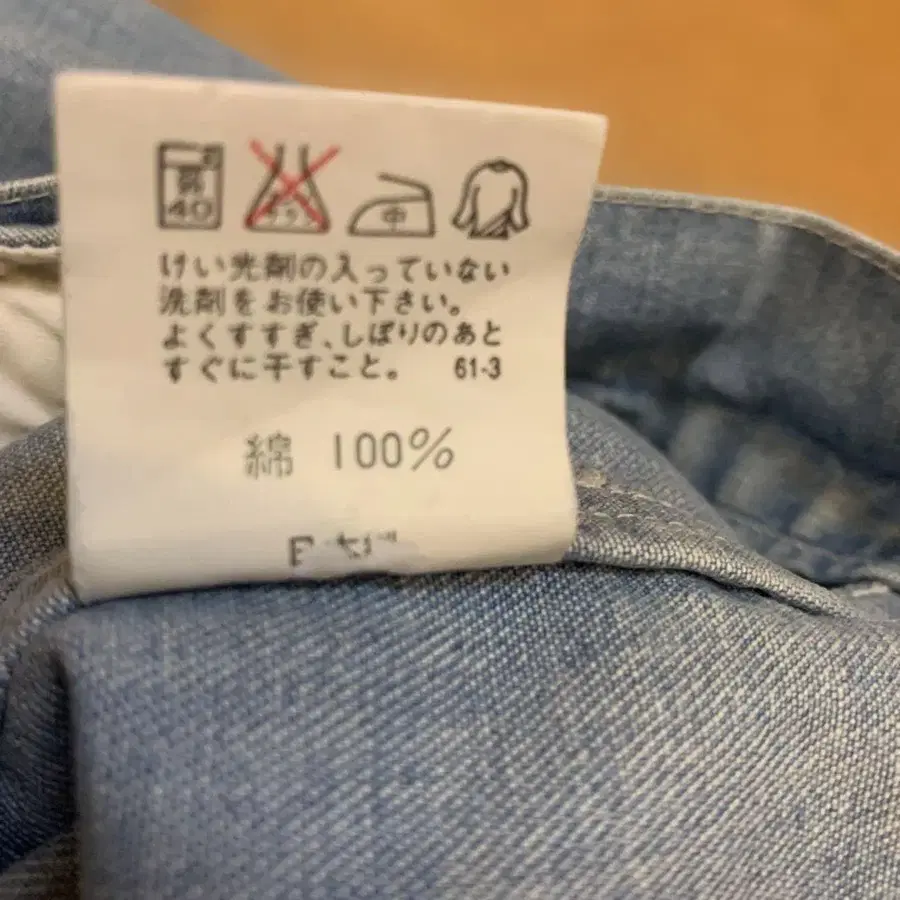 40
中
けい光剤の入っていない
洗剤をお使い下さい。
よくすすぎ、しぼりのあと
すぐに干すこと。 61-3
綿 100%